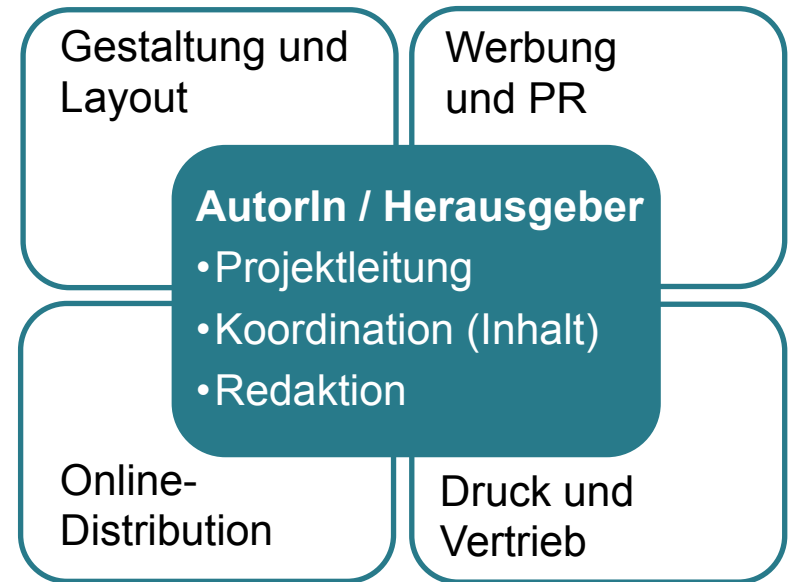 Gestaltung und
Layout
Werbung
und PR
AutorIn / Herausgeber
•Projektleitung
•Koordination (Inhalt)
•Redaktion
Online-
Distribution
Druck und
Vertrieb